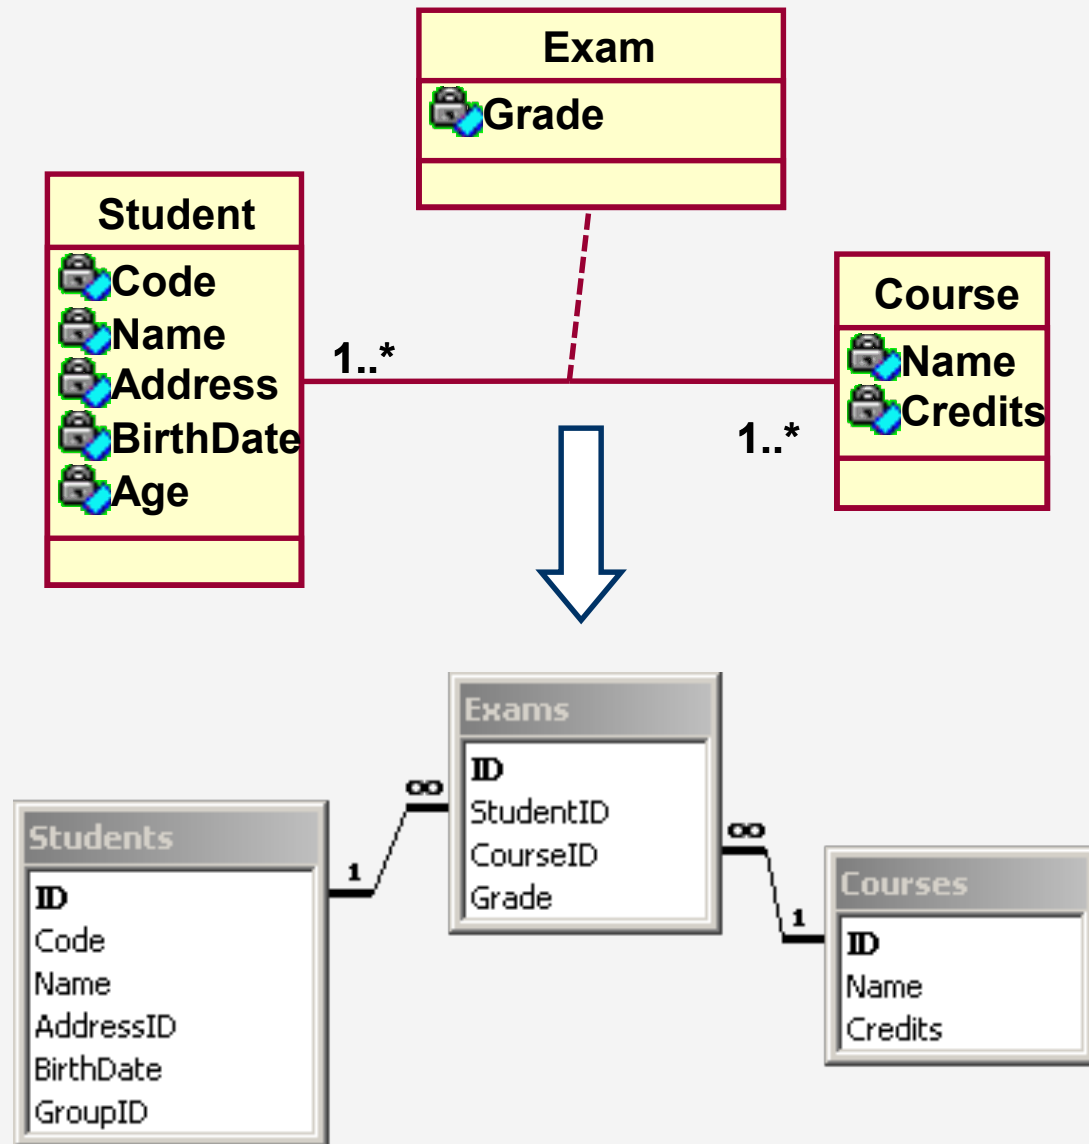 Exam
Grade
Student
Code
Name
Address
BirthDate
Age
1..*
1..*
Course
Name
Credits
Exams
ID
StudentID
CourseID
Grade
∞
1
∞
1
Students
ID
Code
Name
AddressID
BirthDate
GroupID
Courses
ID
Name
Credits